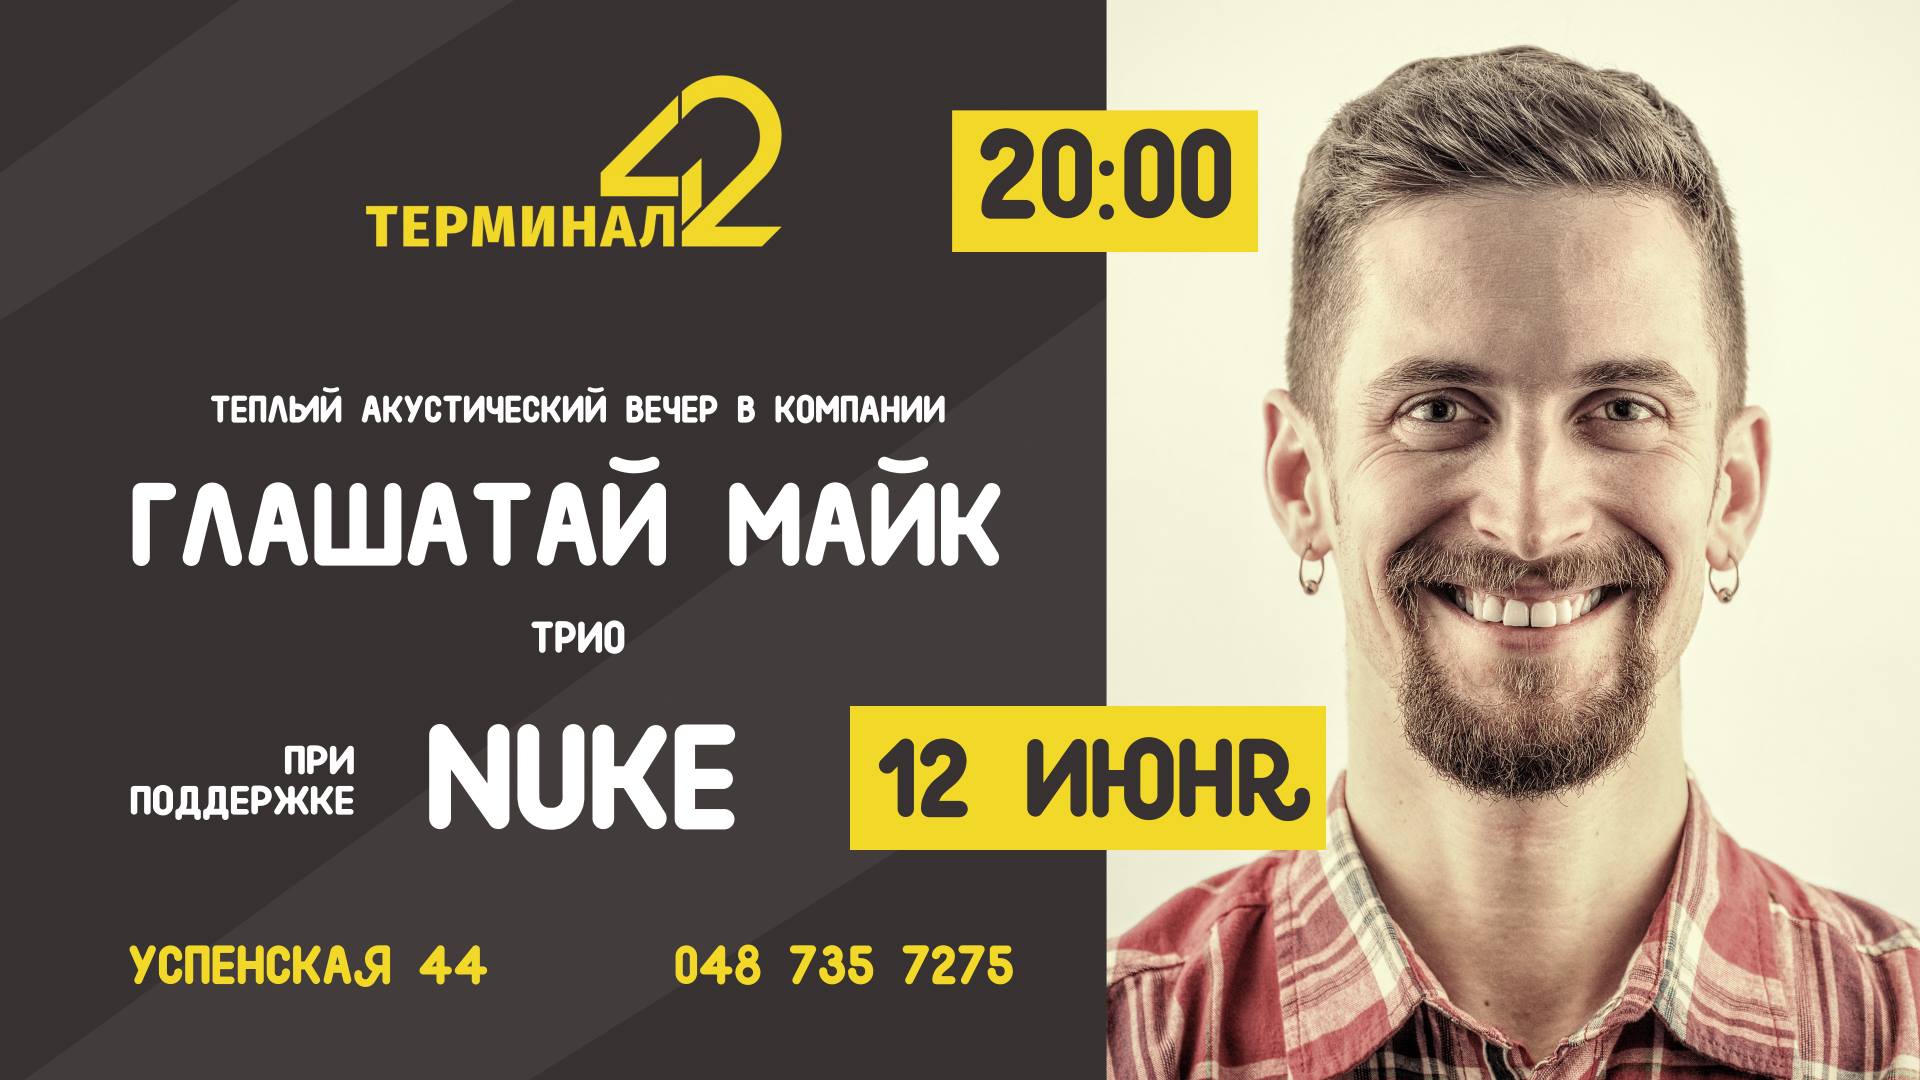 ТЕРМИНАЛ 42
20:00
ТЕПЛЫЙ АКУСТИЧЕСКИЙ ВЕЧЕР В КОМПАНИИ
ГЛАШАТАЙ МАЙК
ТРИО
ПРИ
ПОДДЕРЖКЕ
NUKE
12 ИЮНЯ
УСПЕНСКАЯ 44
048 735 7275